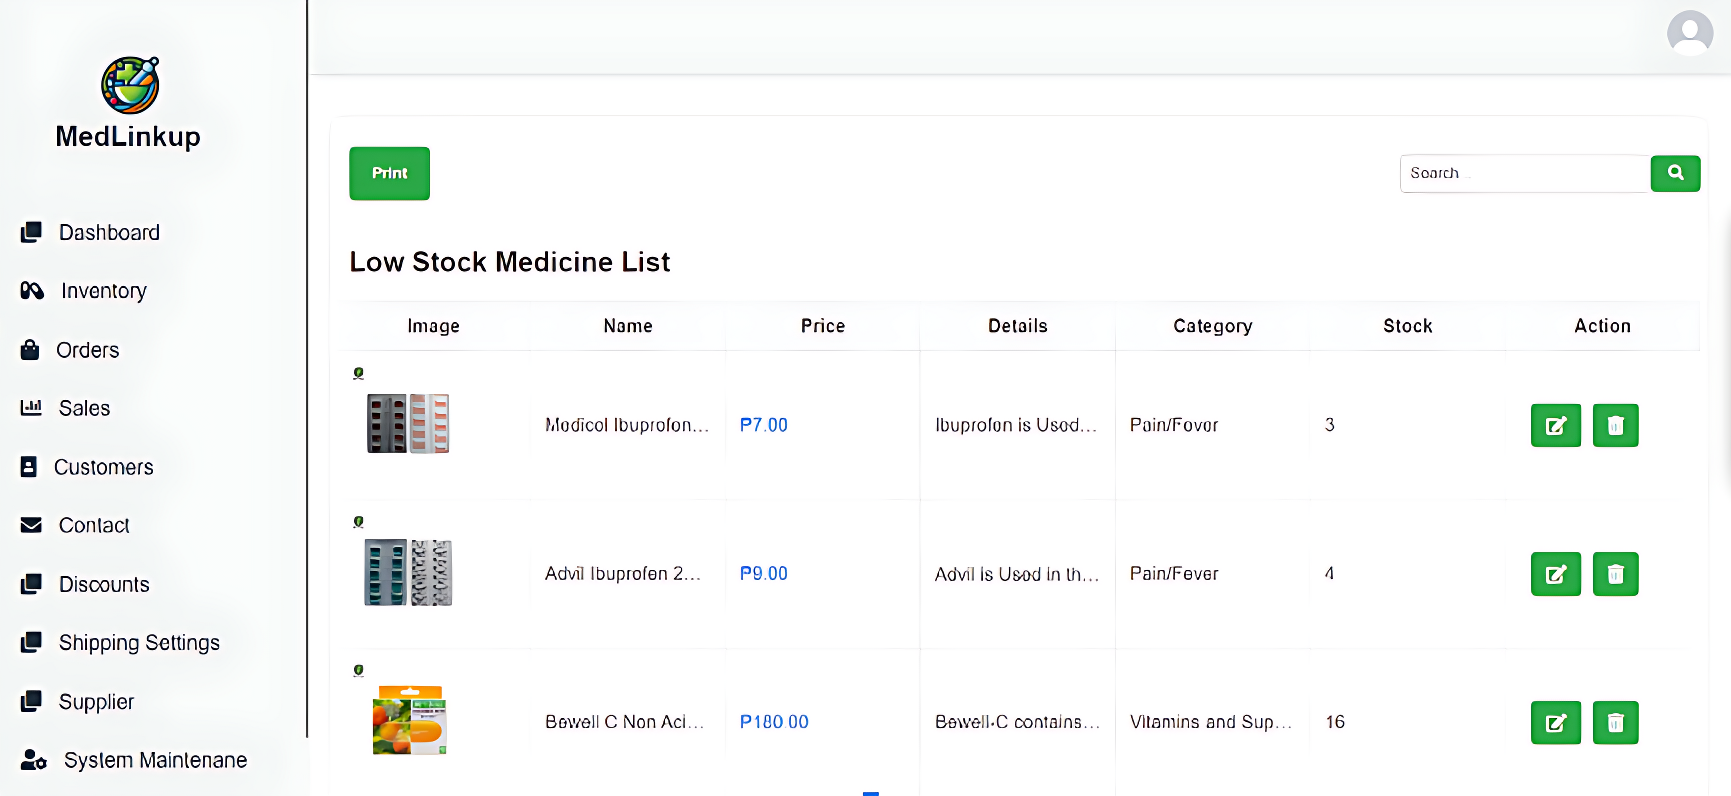 MedLinkup
Dashboard
Inventory
Orders
Sales
Customers
Contact
Discounts
Shipping Settings
Supplier
System Maintenane
Print
Search ...
Low Stock Medicine List
Image Name Price Details Category Stock Action
Medicol Ibuprofen... ₱7.00 Ibuprofen is Used... Pain/Fever 3
Advil Ibuprofen 2... ₱9.00 Advil is Used in th... Pain/Fever 4
Bewell C Non Aci... ₱180.00 Bewell-C contains... Vitamins and Sup... 16